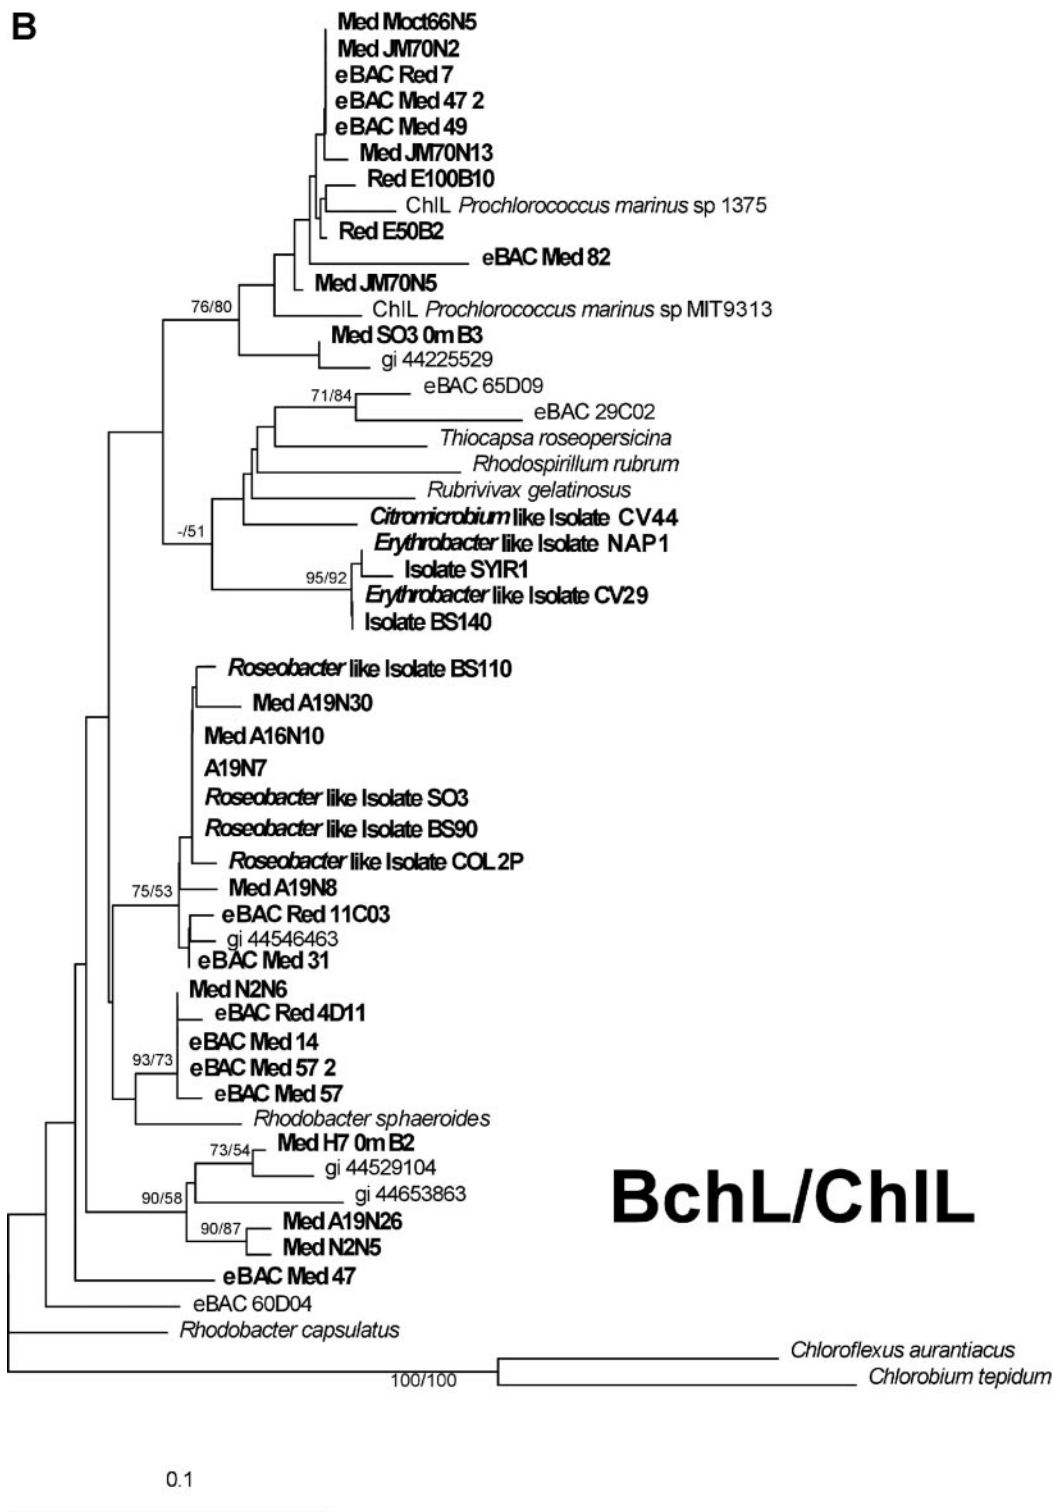 B
Med Moct66N5
Med JM70N2
eBAC Red 7
eBAC Med 47 2
eBAC Med 49
Med JM70N13
Red E100B10
ChlL Prochlorococcus marinus sp 1375
Red E50B2
eBAC Med 82
Med JM70N5
76/80
ChlL Prochlorococcus marinus sp MIT9313
Med SO3 0m B3
gi 44225529
eBAC 65D09
71/84
eBAC 29C02
Thiocapsa roseopersicina
Rhodospirillum rubrum
Rubrivivax gelatinosus
Citromicrobium like Isolate CV44
-/51
Erythrobacter like Isolate NAP1
Isolate SYIR1
95/92
Erythrobacter like Isolate CV29
Isolate BS140
Roseobacter like Isolate BS110
Med A19N30
Med A16N10
A19N7
Roseobacter like Isolate SO3
Roseobacter like Isolate BS90
Roseobacter like Isolate COL2P
75/53
Med A19N8
eBAC Red 11C03
gi 44546463
eBAC Med 31
Med N2N6
eBAC Red 4D11
eBAC Med 14
93/73
eBAC Med 57 2
eBAC Med 57
Rhodobacter sphaeroides
Med H7 0m B2
73/54
gi 44529104
90/58
gi 44653863
Med A19N26
90/87
Med N2N5
BchL/ChlL
eBAC Med 47
eBAC 60D04
Rhodobacter capsulatus
Chloroflexus aurantiacus
100/100
Chlorobium tepidum
0.1